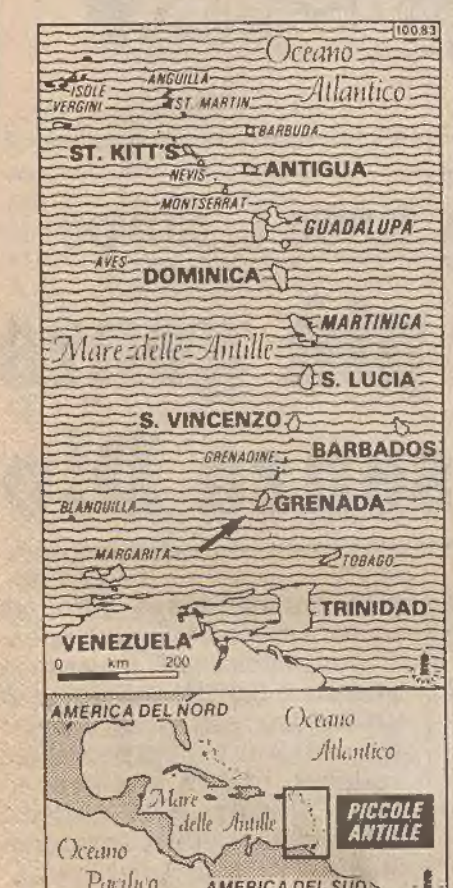 100.83
Oceano
Atlantico
ANGUILLA
ISOLE
VERGINI
ST. MARTIN
BARBUDA
ST. KITT'S
ANTIGUA
NEVIS
MONTSERRAT
GUADALUPA
AVES
DOMINICA
MARTINICA
Mare delle Antille
S. LUCIA
S. VINCENZO
BARBADOS
GRENADINE
GRENADA
BLANQUILLA
MARGARITA
TOBAGO
TRINIDAD
VENEZUELA
0 km 200
AMERICA DEL NORD
Oceano
Atlantico
Mare
delle Antille
PICCOLE
ANTILLE
Oceano
Pacifico
AMERICA DEL SUD